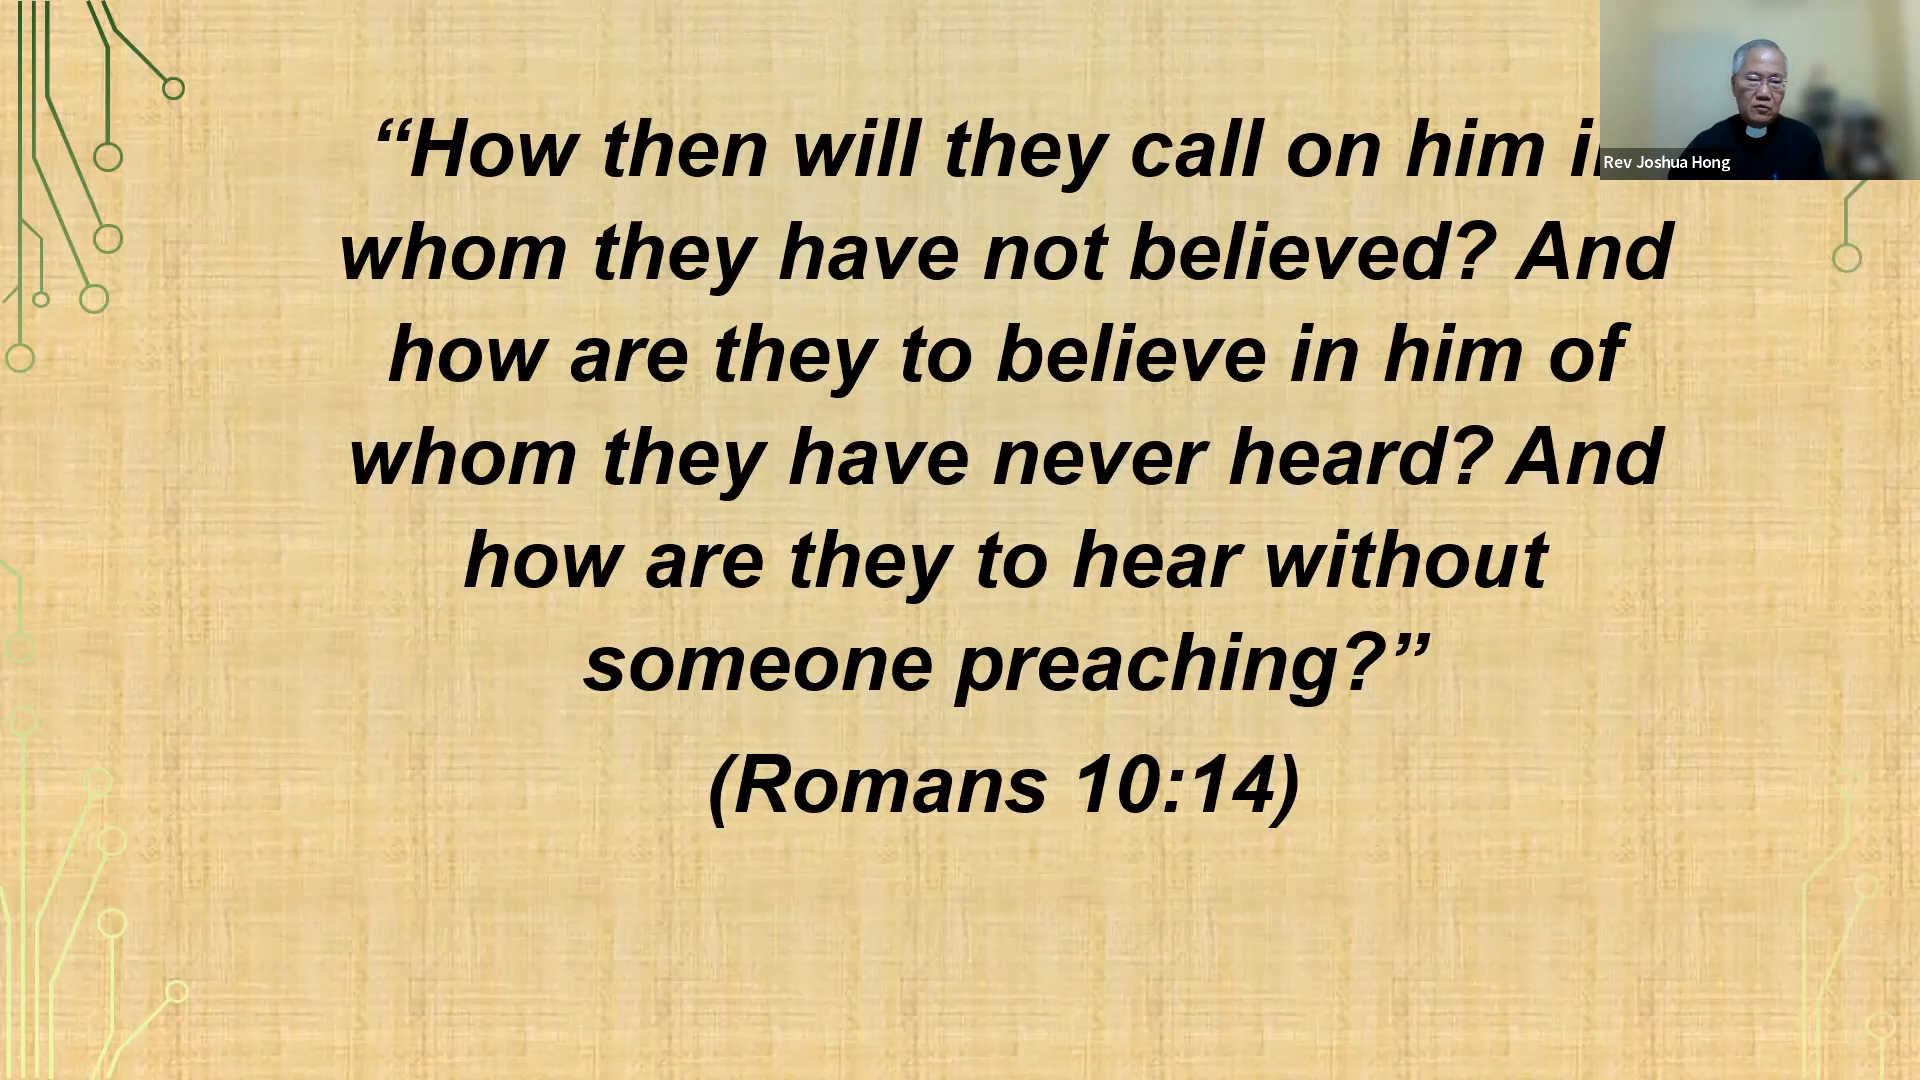 “How then will they call on him
whom they have not believed? And
how are they to believe in him of
whom they have never heard? And
how are they to hear without
someone preaching?”
(Romans 10:14)
Rev Joshua Hong